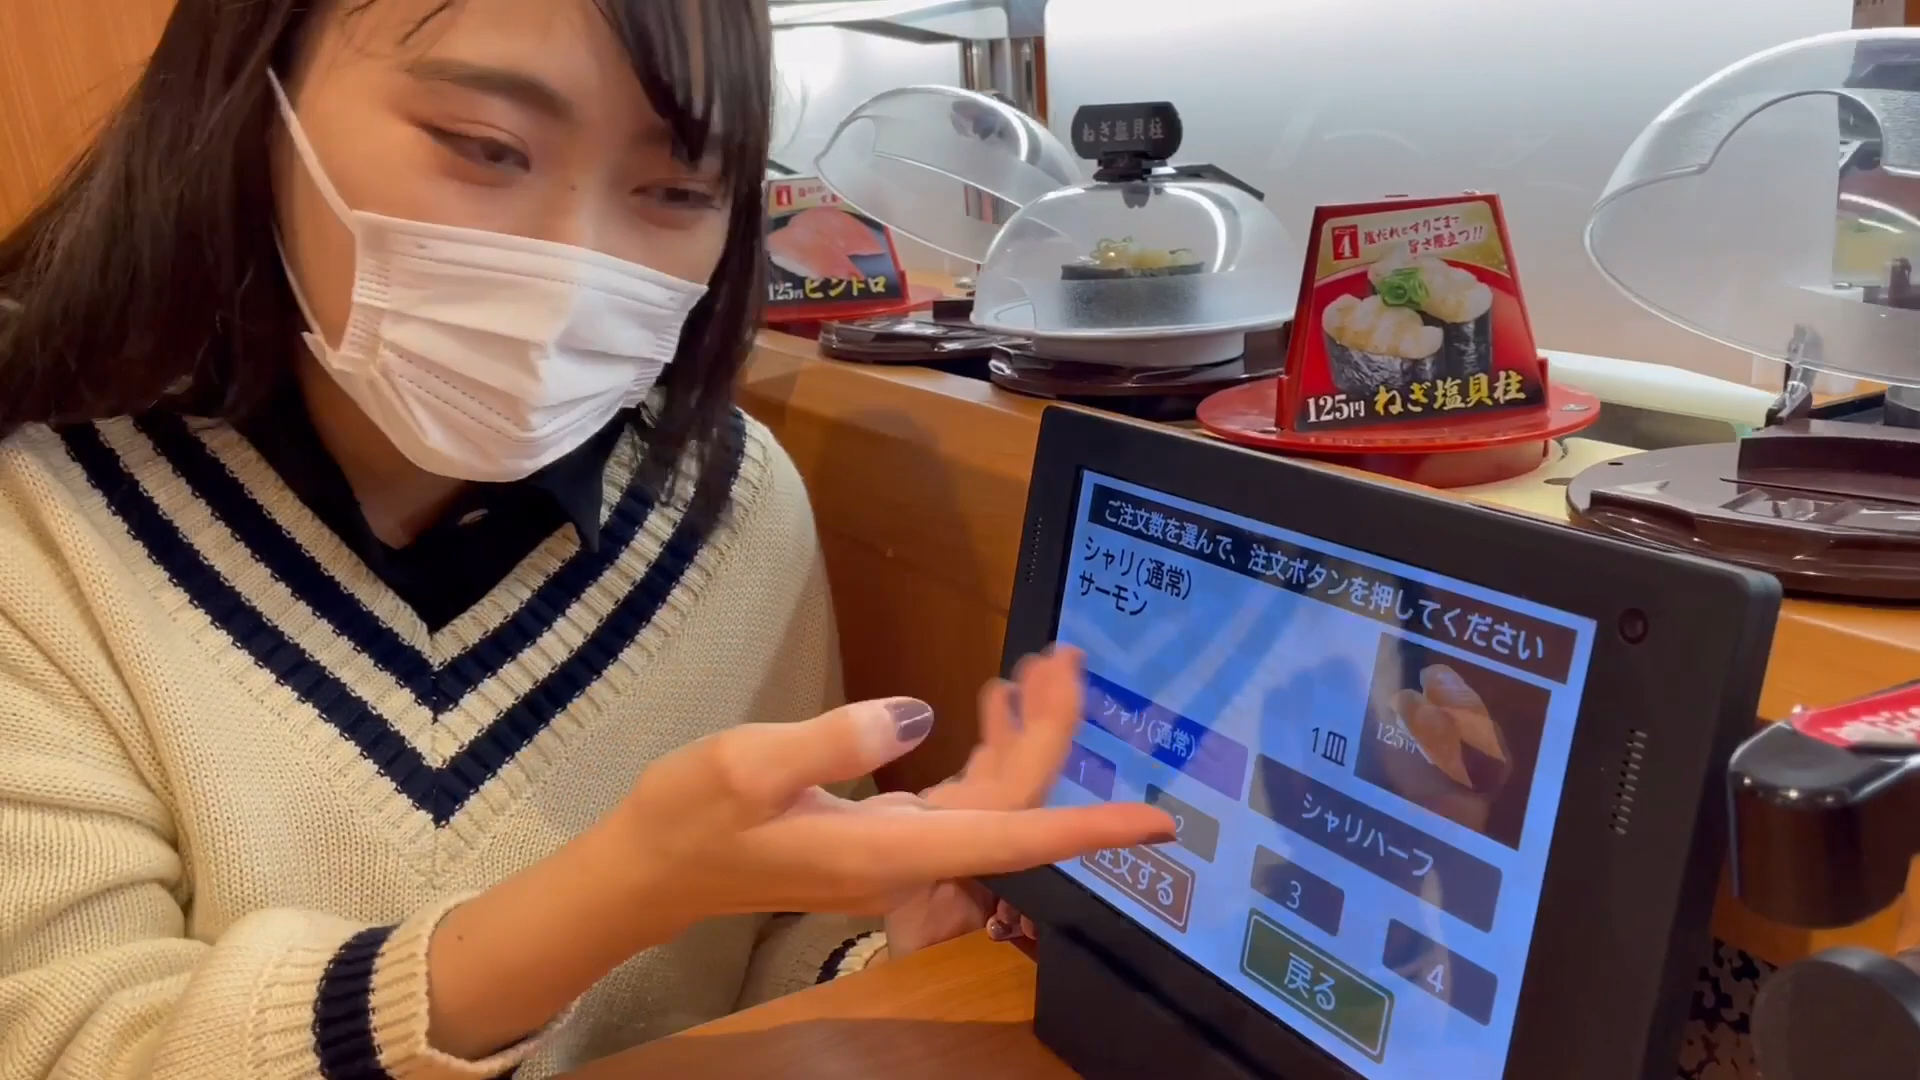 ねぎ塩貝柱
125円 ビントロ
4
塩だれとすりごまで
旨さ際立つ!!
125円 ねぎ塩貝柱
ご注文数を選んで、注文ボタンを押してください
シャリ(通常)
サーモン
125円
1皿
シャリ(通常)
シャリハーフ
1
2
3
4
注文する
戻る